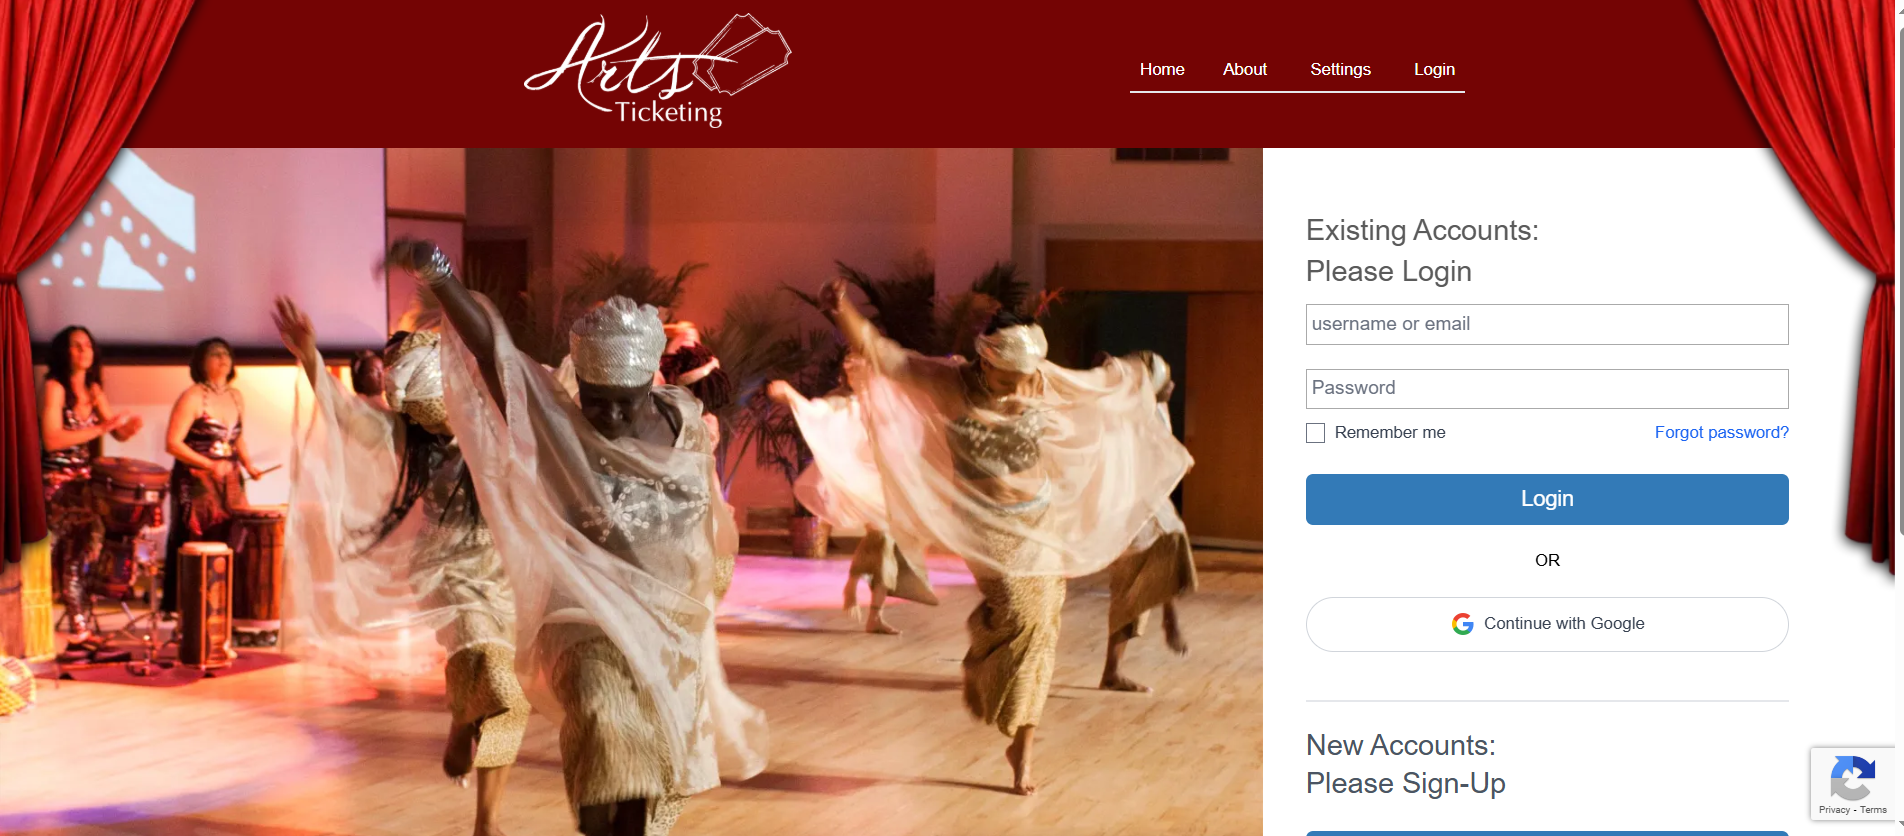 Arts
Ticketing
Home About Settings Login
Existing Accounts:
Please Login
username or email
Password
Remember me Forgot password?
Login
OR
Continue with Google
New Accounts:
Please Sign-Up
Privacy - Terms